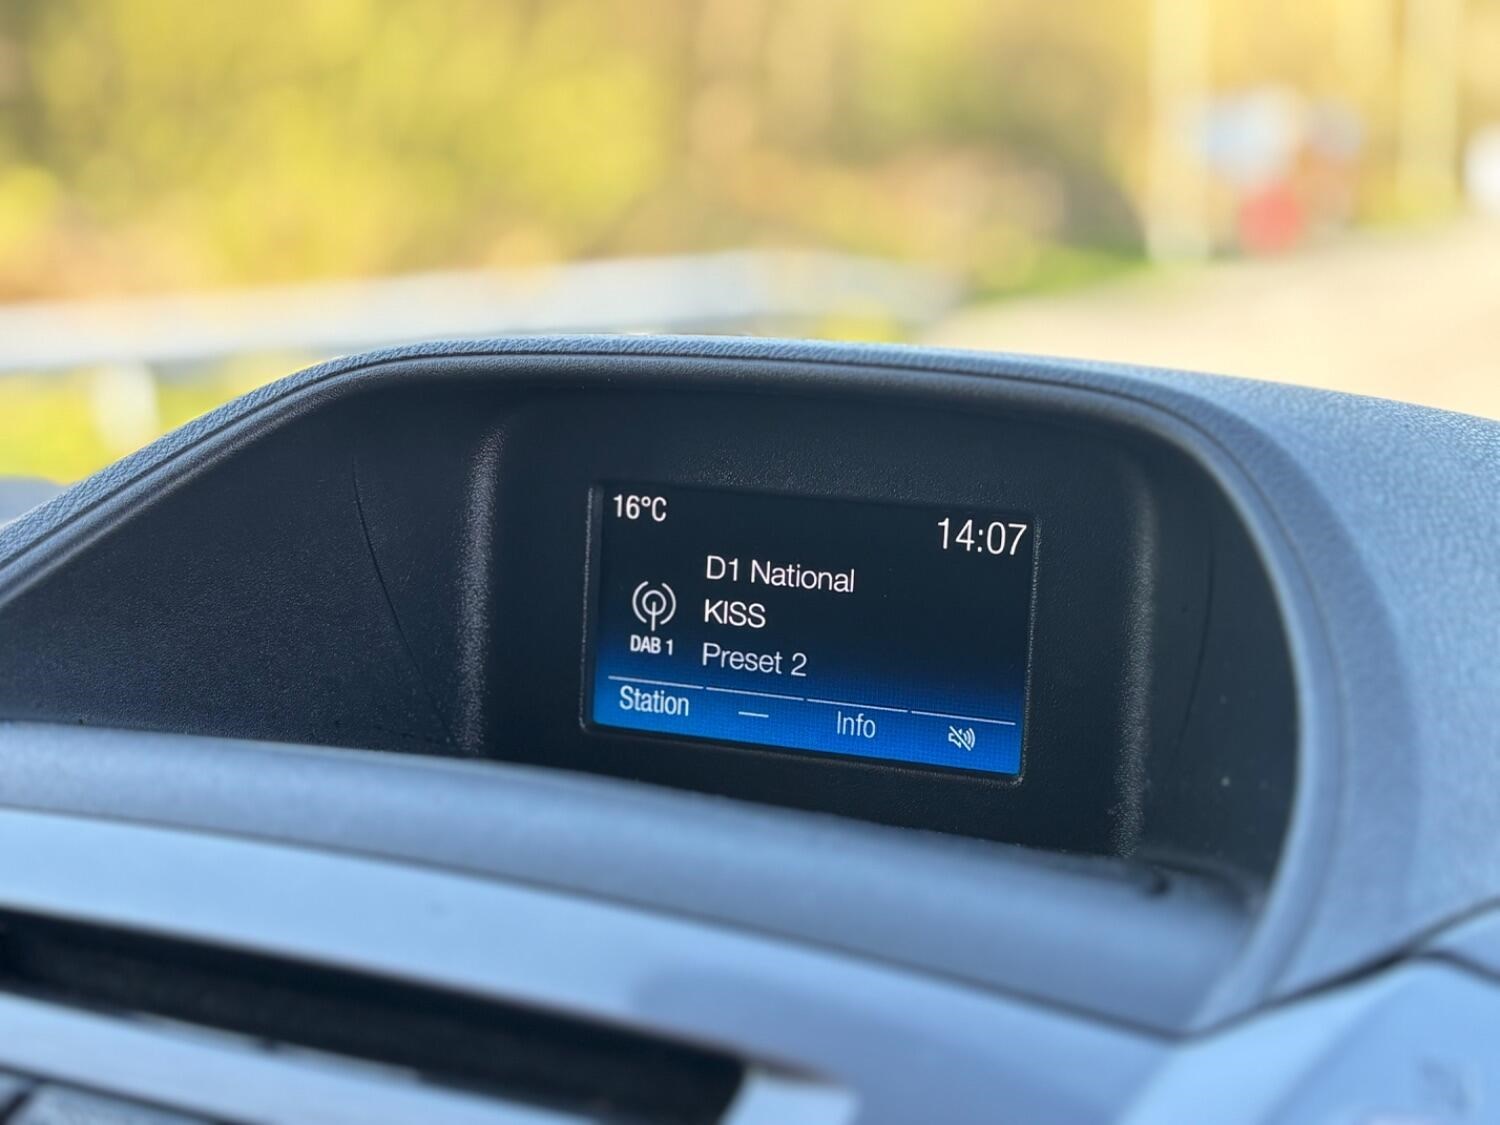 16°C
14:07
D1 National
KISS
DAB 1
Preset 2
Station — Info